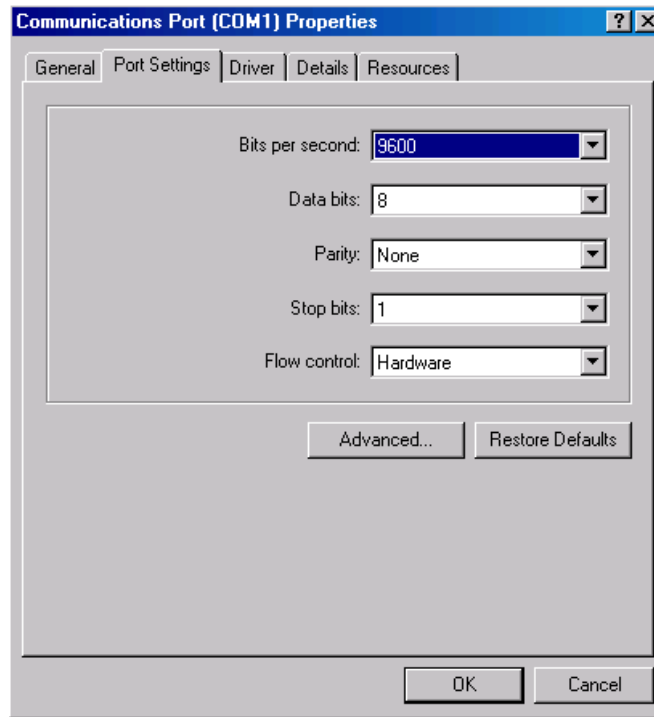 Communications Port (COM1) Properties ? X
General Port Settings Driver Details Resources
Bits per second: 9600
Data bits: 8
Parity: None
Stop bits: 1
Flow control: Hardware
Advanced... Restore Defaults
OK Cancel